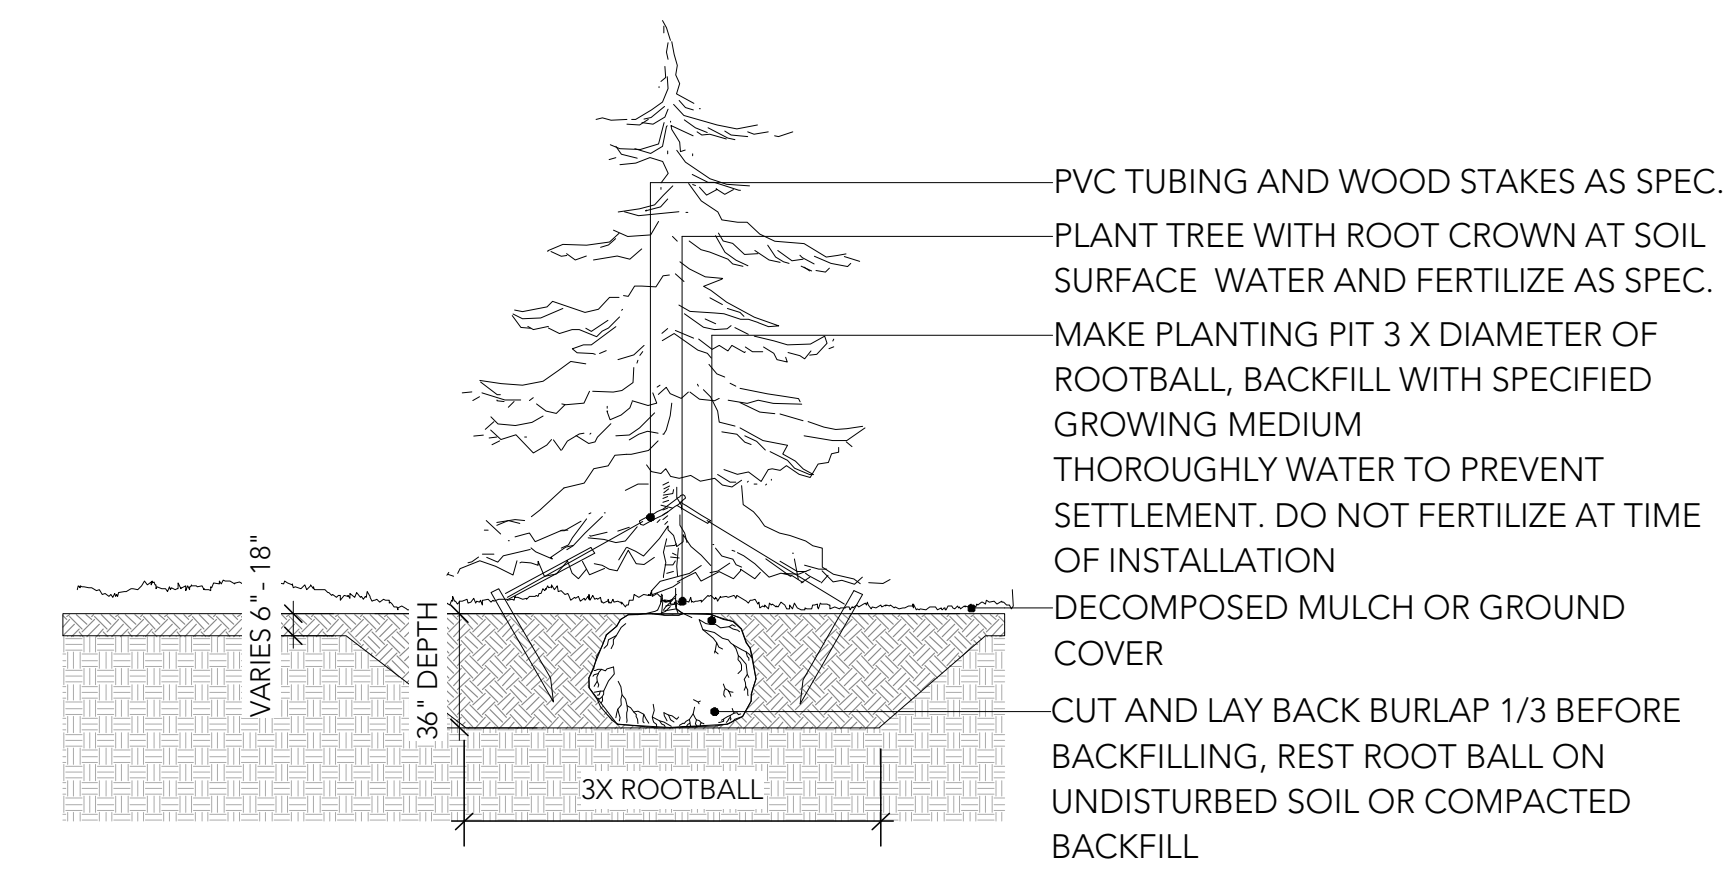 PVC TUBING AND WOOD STAKES AS SPEC.
PLANT TREE WITH ROOT CROWN AT SOIL
SURFACE  WATER AND FERTILIZE AS SPEC.
MAKE PLANTING PIT 3 X DIAMETER OF
ROOTBALL, BACKFILL WITH SPECIFIED
GROWING MEDIUM
THOROUGHLY WATER TO PREVENT
SETTLEMENT. DO NOT FERTILIZE AT TIME
OF INSTALLATION
DECOMPOSED MULCH OR GROUND
COVER
CUT AND LAY BACK BURLAP 1/3 BEFORE
BACKFILLING, REST ROOT BALL ON
UNDISTURBED SOIL OR COMPACTED
BACKFILL
VARIES 6" - 18"
36" DEPTH
3X ROOTBALL